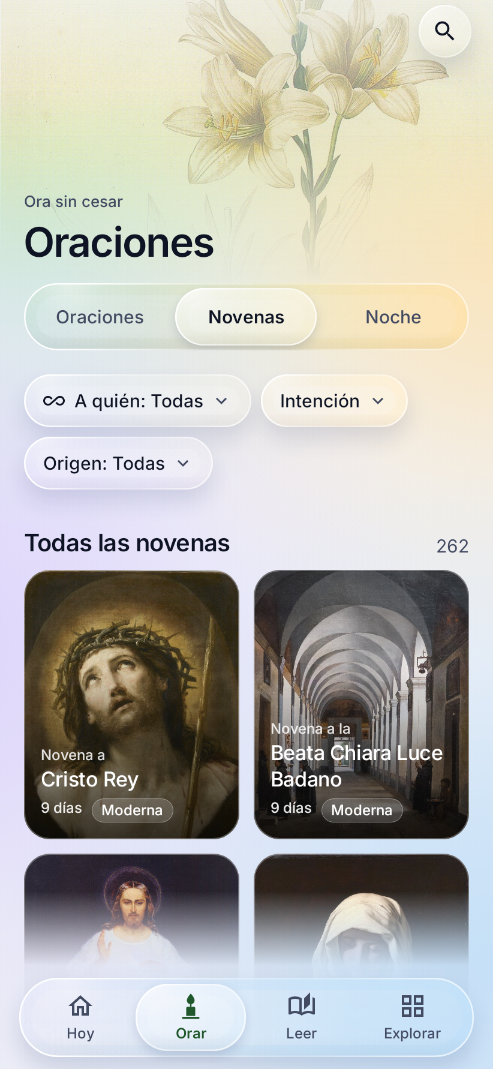 Ora sin cesar
Oraciones
Oraciones
Novenas
Noche
A quién: Todas
Intención
Origen: Todas
Todas las novenas
262
Novena a
Cristo Rey
9 días
Moderna
Novena a la
Beata Chiara Luce
Badano
9 días
Moderna
Hoy
Orar
Leer
Explorar